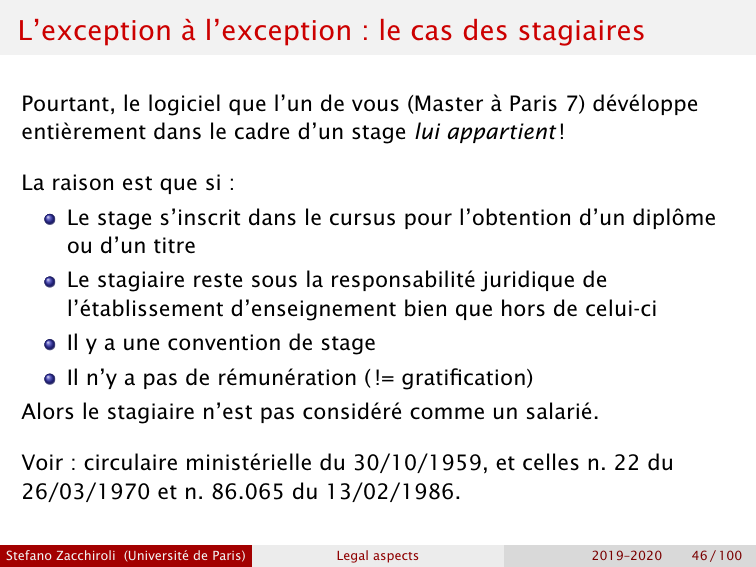 L'exception à l'exception : le cas des stagiaires
Pourtant, le logiciel que l'un de vous (Master à Paris 7) dévéloppe
entièrement dans le cadre d'un stage lui appartient!
La raison est que si :
Le stage s'inscrit dans le cursus pour l'obtention d'un diplôme
ou d'un titre
Le stagiaire reste sous la responsabilité juridique de
l'établissement d'enseignement bien que hors de celui-ci
Il y a une convention de stage
Il n'y a pas de rémunération (!= gratification)
Alors le stagiaire n'est pas considéré comme un salarié.
Voir : circulaire ministérielle du 30/10/1959, et celles n. 22 du
26/03/1970 et n. 86.065 du 13/02/1986.
Stefano Zacchiroli (Université de Paris) Legal aspects 2019–2020 46/100